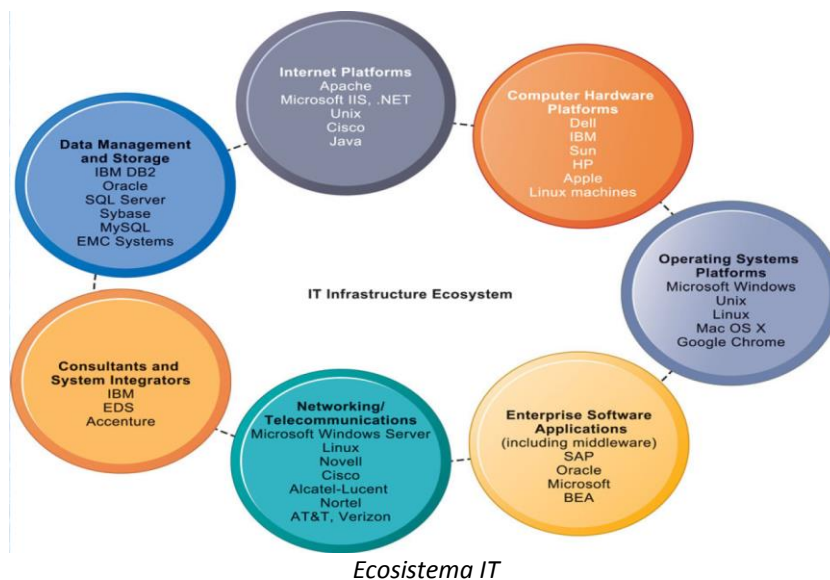 Internet Platforms
Apache
Microsoft IIS, .NET
Unix
Cisco
Java
Computer Hardware
Platforms
Dell
IBM
Sun
HP
Apple
Linux machines
Data Management
and Storage
IBM DB2
Oracle
SQL Server
Sybase
MySQL
EMC Systems
Operating Systems
Platforms
Microsoft Windows
Unix
Linux
Mac OS X
Google Chrome
IT Infrastructure Ecosystem
Consultants and
System Integrators
IBM
EDS
Accenture
Networking/
Telecommunications
Microsoft Windows Server
Linux
Novell
Cisco
Alcatel-Lucent
Nortel
AT&T, Verizon
Enterprise Software
Applications
(including middleware)
SAP
Oracle
Microsoft
BEA
Ecosistema IT